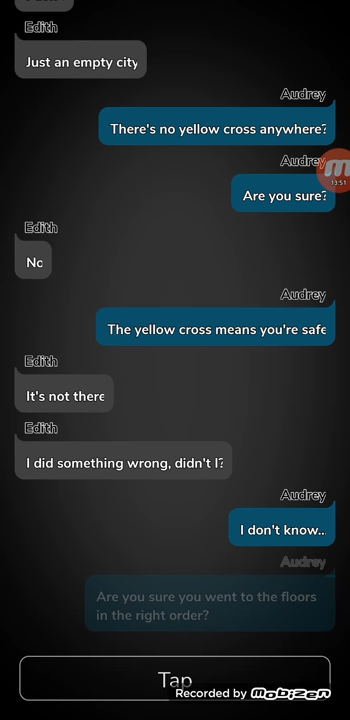 Edith
Just an empty city
Audrey
There's no yellow cross anywhere?
Audrey
Are you sure?
13:51
Edith
No
Audrey
The yellow cross means you're safe
Edith
It's not there
Edith
I did something wrong, didn't I?
Audrey
I don't know..
Audrey
Are you sure you went to the floors
in the right order?
Tap
Recorded by Mobizen